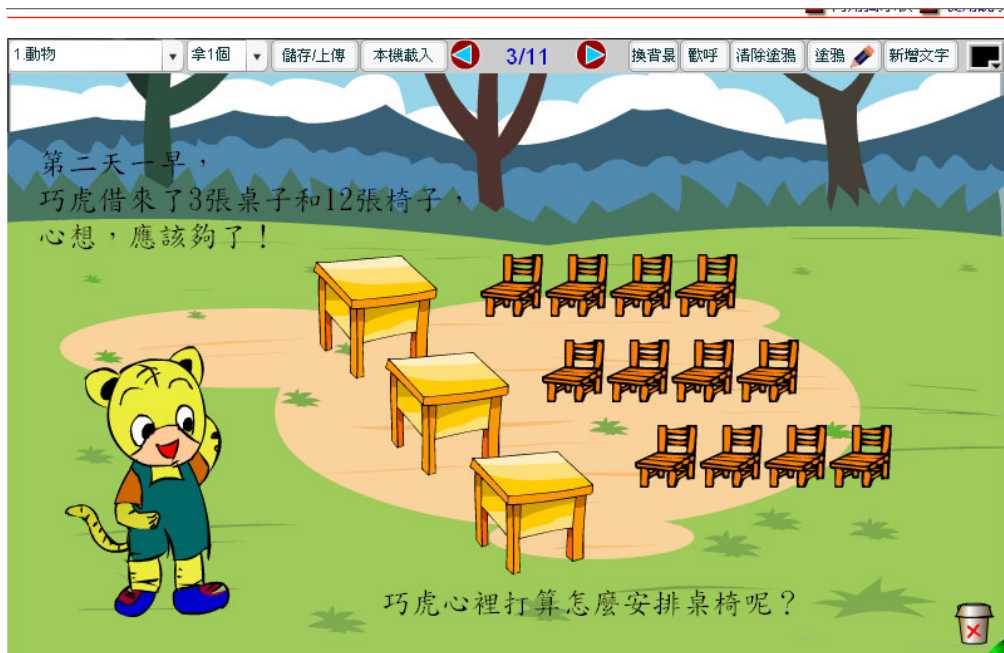 1.動物
拿1個
儲存/上傳
本機載入
3/11
換背景
歡呼
清除塗鴉
塗鴉
新增文字
第二天一早，
巧虎借來了3張桌子和12張椅子，
心想，應該夠了！
巧虎心裡打算怎麼安排桌椅呢？